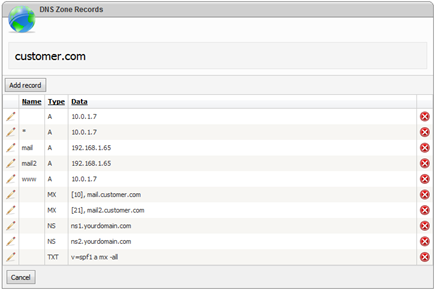 DNS Zone Records
customer.com
Add record
Name Type Data
A 10.0.1.7
* A 10.0.1.7
mail A 192.168.1.65
mail2 A 192.168.1.65
www A 10.0.1.7
MX [10], mail.customer.com
MX [21], mail2.customer.com
NS ns1.yourdomain.com
NS ns2.yourdomain.com
TXT v=spf1 a mx -all
Cancel